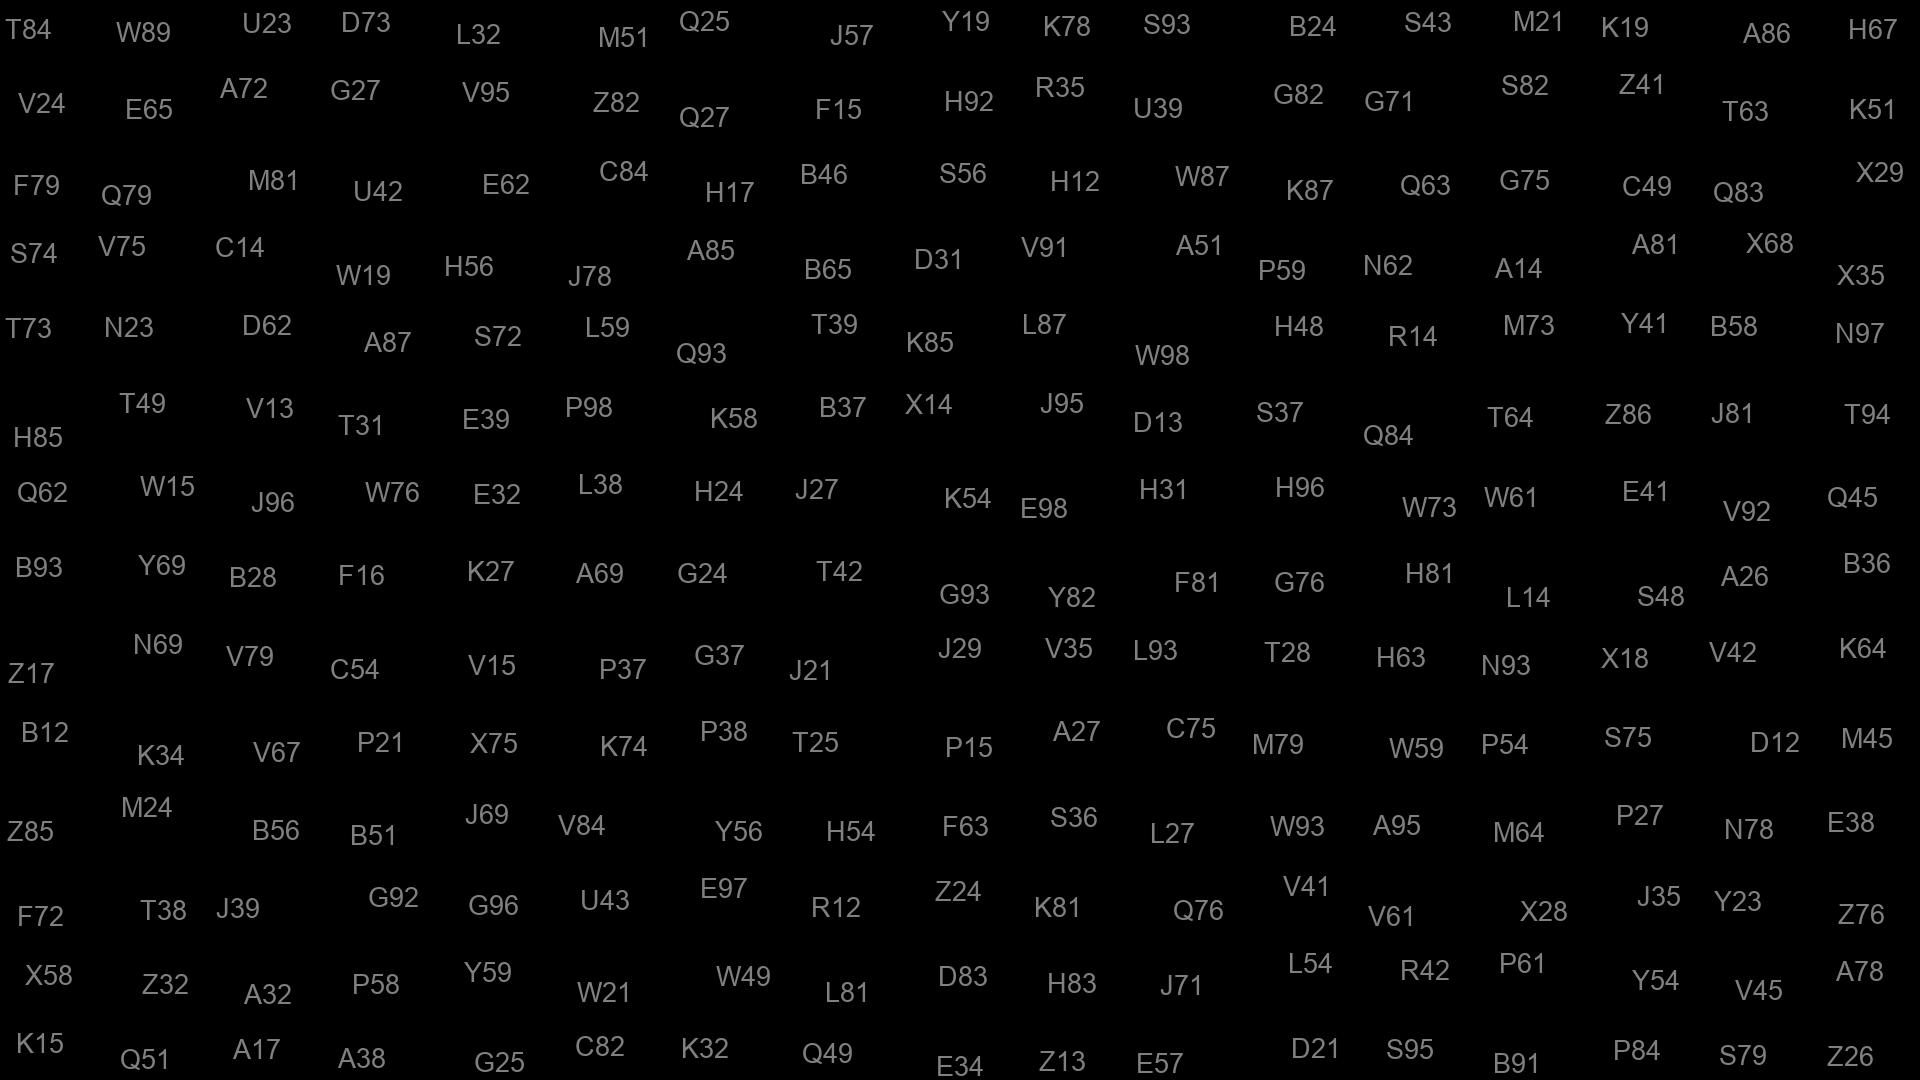 T84 W89 U23 D73 L32 M51 Q25 J57 Y19 K78 S93 B24 S43 M21 K19 A86 H67
V24 E65 A72 G27 V95 Z82 Q27 F15 H92 R35 U39 G82 G71 S82 Z41 T63 K51
F79 Q79 M81 U42 E62 C84 H17 B46 S56 H12 W87 K87 Q63 G75 C49 Q83 X29
S74 V75 C14 W19 H56 J78 A85 B65 D31 V91 A51 P59 N62 A14 A81 X68 X35
T73 N23 D62 A87 S72 L59 Q93 T39 K85 L87 W98 H48 R14 M73 Y41 B58 N97
H85 T49 V13 T31 E39 P98 K58 B37 X14 J95 D13 S37 Q84 T64 Z86 J81 T94
Q62 W15 J96 W76 E32 L38 H24 J27 K54 E98 H31 H96 W73 W61 E41 V92 Q45
B93 Y69 B28 F16 K27 A69 G24 T42 G93 Y82 F81 G76 H81 L14 S48 A26 B36
Z17 N69 V79 C54 V15 P37 G37 J21 J29 V35 L93 T28 H63 N93 X18 V42 K64
B12 K34 V67 P21 X75 K74 P38 T25 P15 A27 C75 M79 W59 P54 S75 D12 M45
Z85 M24 B56 B51 J69 V84 Y56 H54 F63 S36 L27 W93 A95 M64 P27 N78 E38
F72 T38 J39 G92 G96 U43 E97 R12 Z24 K81 Q76 V41 V61 X28 J35 Y23 Z76
X58 Z32 A32 P58 Y59 W21 W49 L81 D83 H83 J71 L54 R42 P61 Y54 V45 A78
K15 Q51 A17 A38 G25 C82 K32 Q49 E34 Z13 E57 D21 S95 B91 P84 S79 Z26